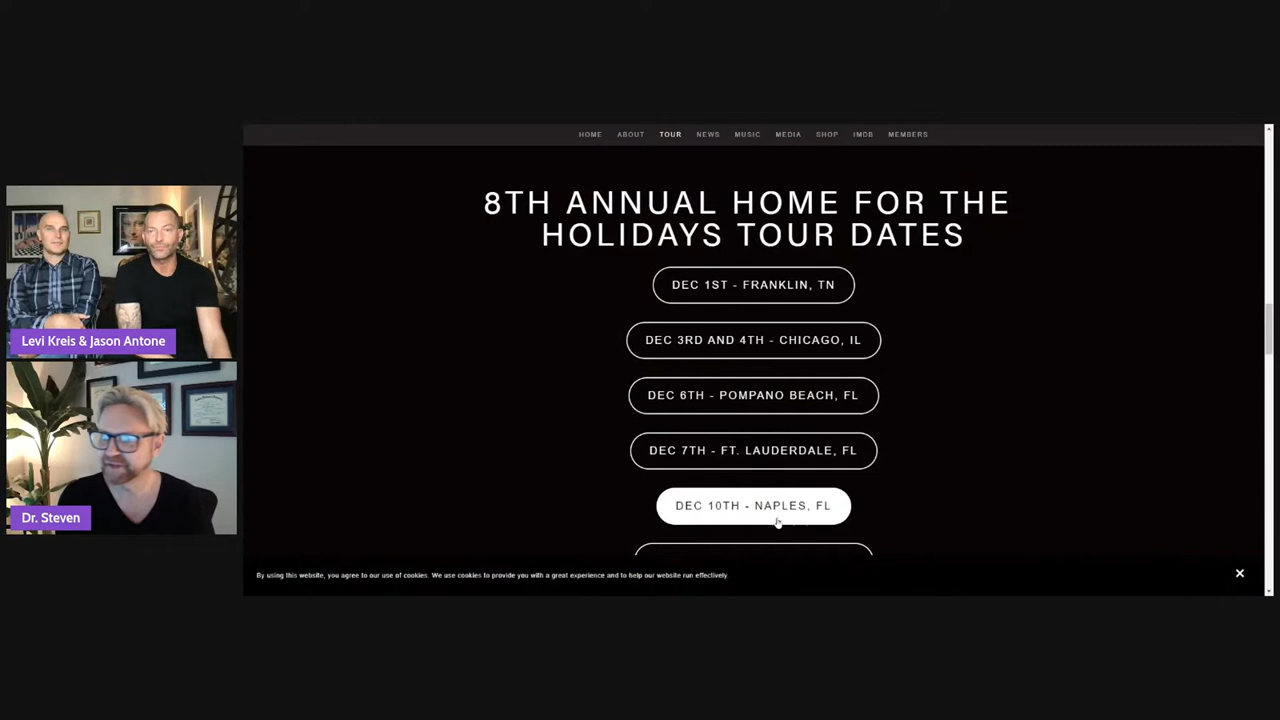 HOME ABOUT TOUR NEWS MUSIC MEDIA SHOP IMDB MEMBERS
8TH ANNUAL HOME FOR THE
HOLIDAYS TOUR DATES
DEC 1ST - FRANKLIN, TN
DEC 3RD AND 4TH - CHICAGO, IL
DEC 6TH - POMPANO BEACH, FL
DEC 7TH - FT. LAUDERDALE, FL
DEC 10TH - NAPLES, FL
By using this website, you agree to our use of cookies. We use cookies to provide you with a great experience and to help our website run effectively.
Levi Kreis & Jason Antone
Dr. Steven